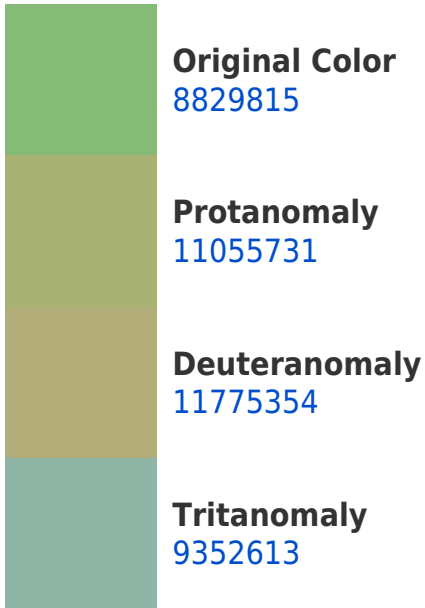 Original Color
8829815
Protanomaly
11055731
Deuteranomaly
11775354
Tritanomaly
9352613